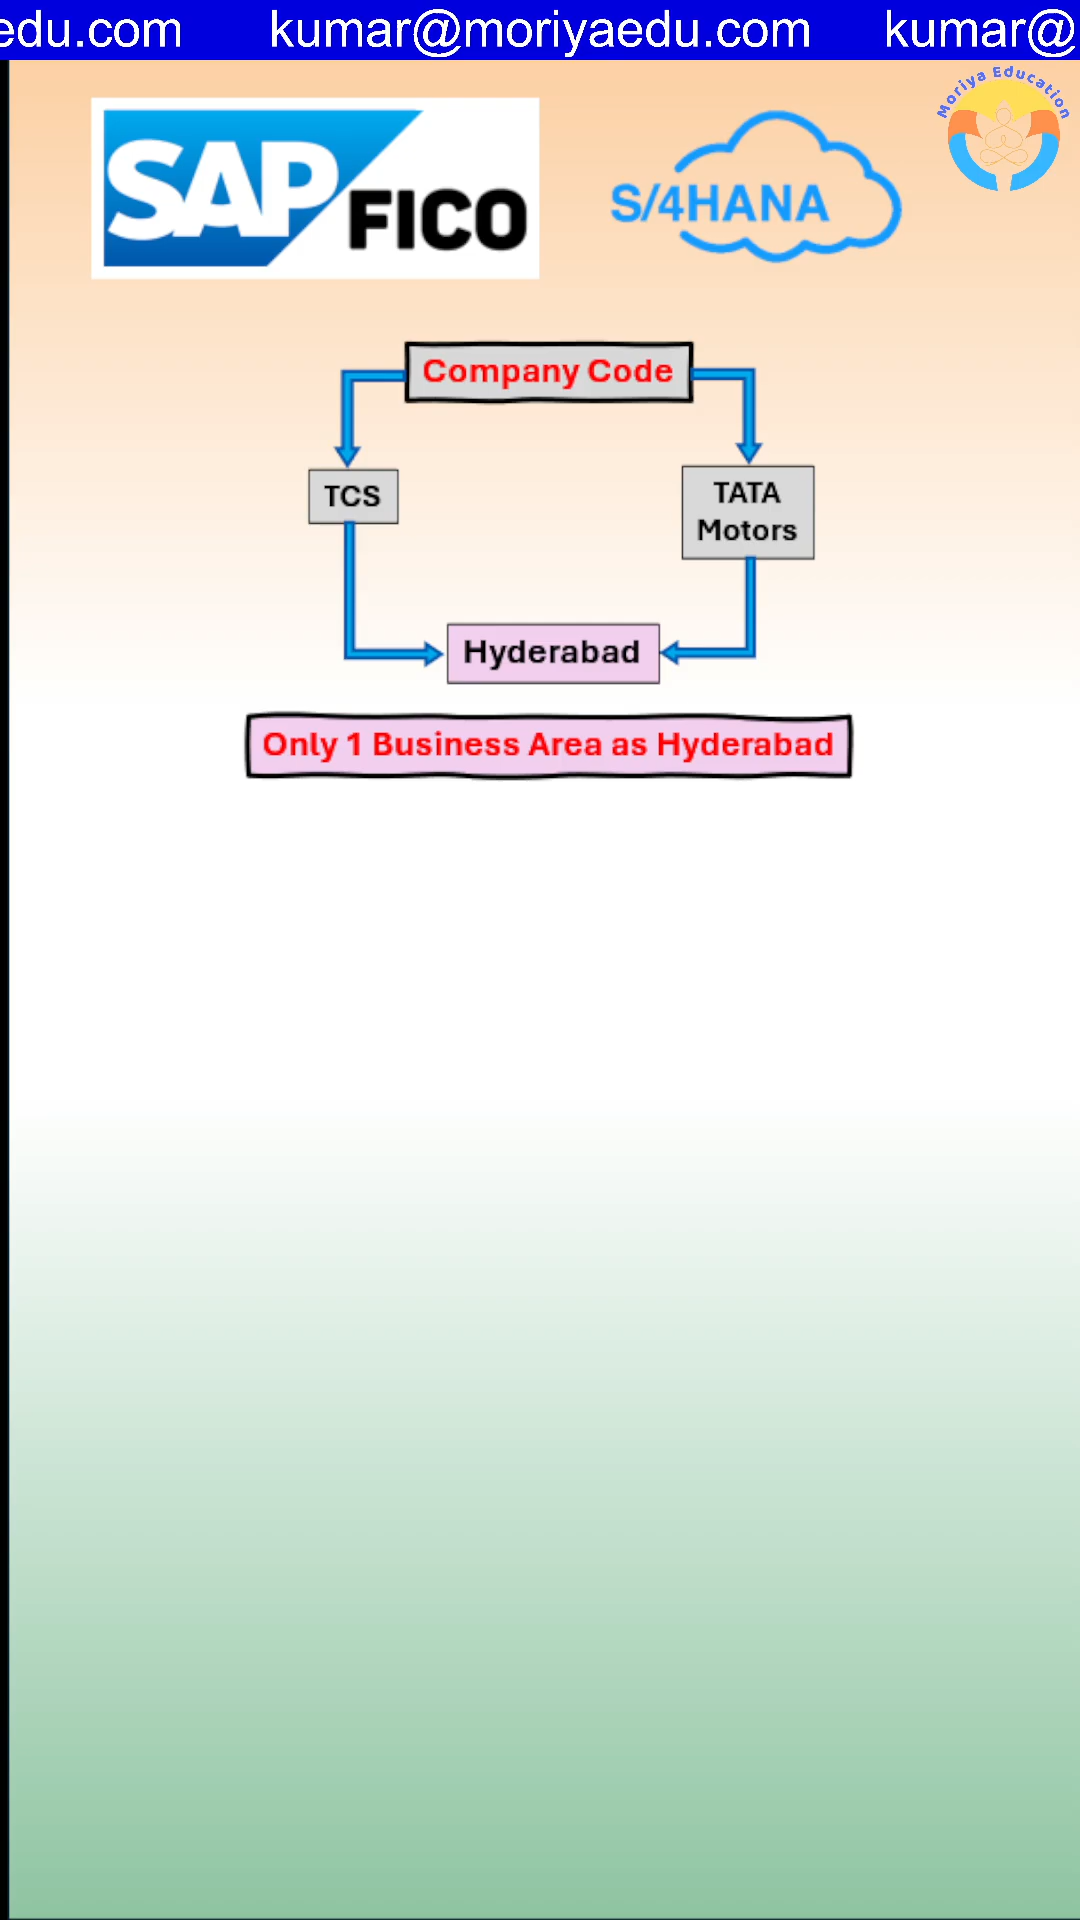 edu.com kumar@moriyaedu.com kumar@
Moriya Education
SAP FICO
S/4HANA
Company Code
TCS
TATA
Motors
Hyderabad
Only 1 Business Area as Hyderabad